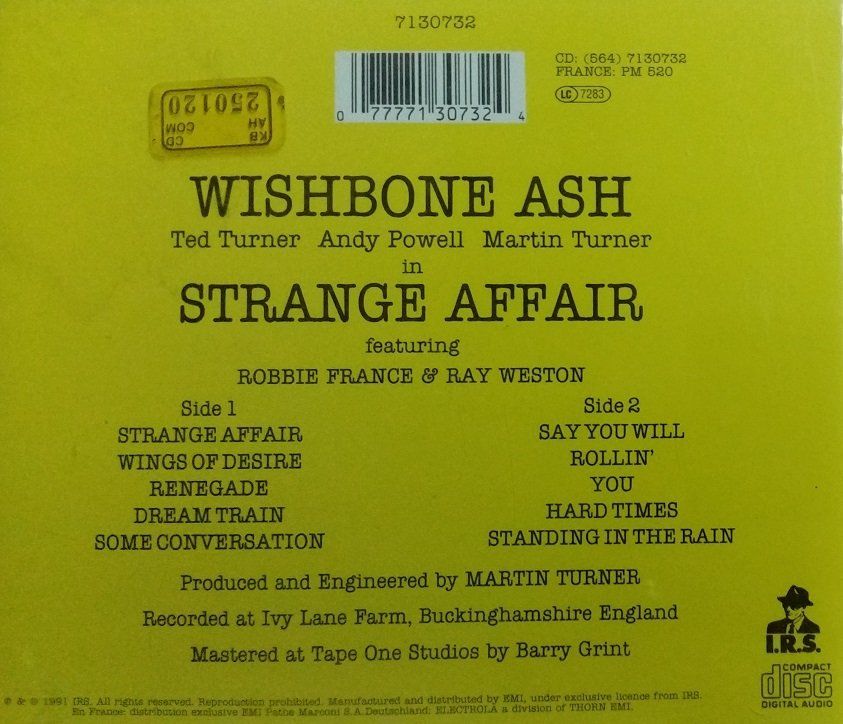 7130732
0 77771 30732 4
CD: (564) 7130732
FRANCE: PM 520
LC 7283
CD KB
COM AH
250120
WISHBONE ASH
Ted Turner Andy Powell Martin Turner
in
STRANGE AFFAIR
featuring
ROBBIE FRANCE & RAY WESTON
Side 1
STRANGE AFFAIR
WINGS OF DESIRE
RENEGADE
DREAM TRAIN
SOME CONVERSATION
Side 2
SAY YOU WILL
ROLLIN'
YOU
HARD TIMES
STANDING IN THE RAIN
Produced and Engineered by MARTIN TURNER
Recorded at Ivy Lane Farm, Buckinghamshire England
Mastered at Tape One Studios by Barry Grint
I.R.S.
COMPACT
disc
DIGITAL AUDIO
℗ & © 1991 IRS. All rights reserved. Reproduction prohibited. Manufactured and distributed by EMI, under exclusive licence from IRS.
En France: distribution exclusive EMI Pathe Marconi S.A. Deutschland: ELECTROLA a division of THORN EMI.